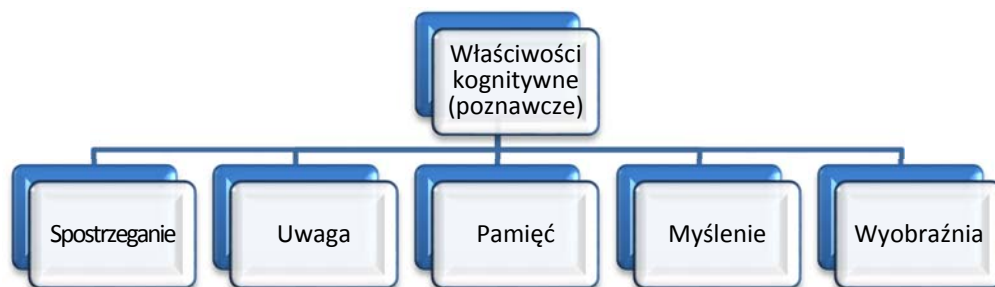 Właściwości
kognitywne
(poznawcze)
Spostrzeganie
Uwaga
Pamięć
Myślenie
Wyobraźnia